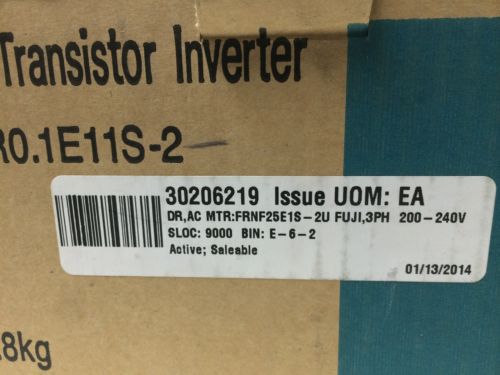 Transistor Inverter
R0.1E11S-2
30206219 Issue UOM: EA
DR,AC MTR:FRNF25E1S-2U FUJI,3PH 200-240V
SLOC: 9000 BIN: E-6-2
Active; Saleable
01/13/2014
.8kg